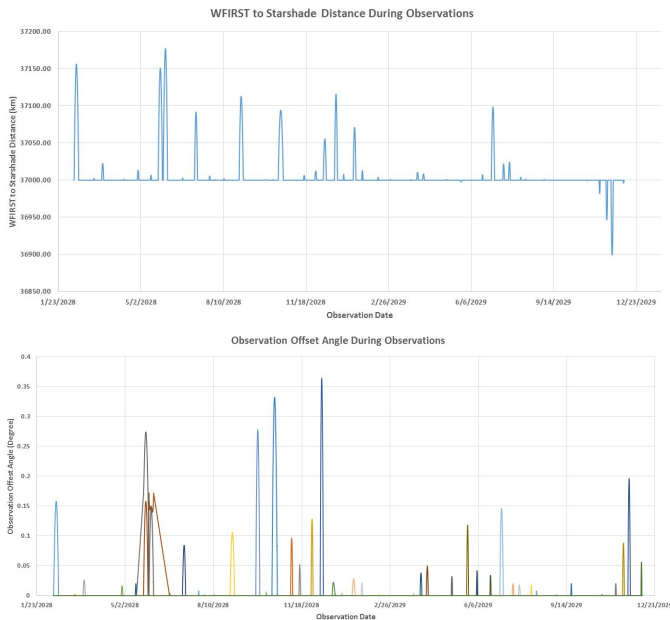 WFIRST to Starshade Distance During Observations
WFIRST to Starshade Distance (km)
37200.00
37150.00
37100.00
37050.00
37000.00
36950.00
36900.00
36850.00
1/23/2028 5/2/2028 8/10/2028 11/18/2028 2/26/2029 6/6/2029 9/14/2029 12/23/2029
Observation Date
Observation Offset Angle During Observations
Observation Offest Angle (Degree)
0.4
0.35
0.3
0.25
0.2
0.15
0.1
0.05
0
1/23/2028 5/2/2028 8/10/2028 11/18/2028 2/26/2029 6/6/2029 9/14/2029 12/23/2029
Observation Date